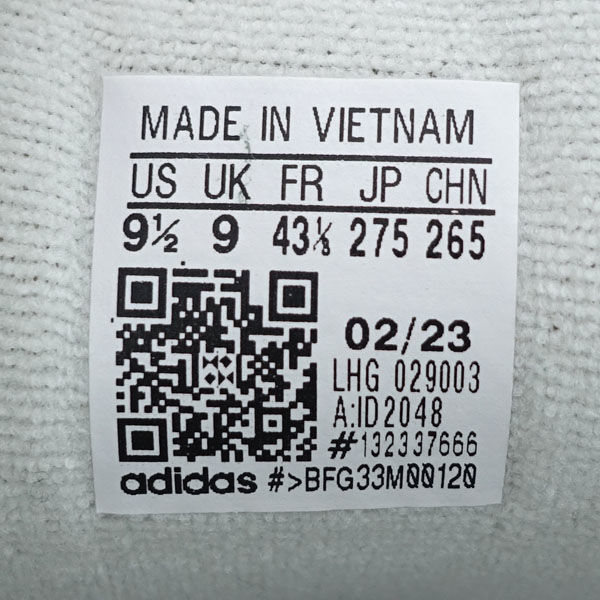 MADE IN VIETNAM
US UK FR JP CHN
9½ 9 43⅓ 275 265
02/23
LHG 029003
A:ID2048
#132337666
adidas #>BFG33M00120